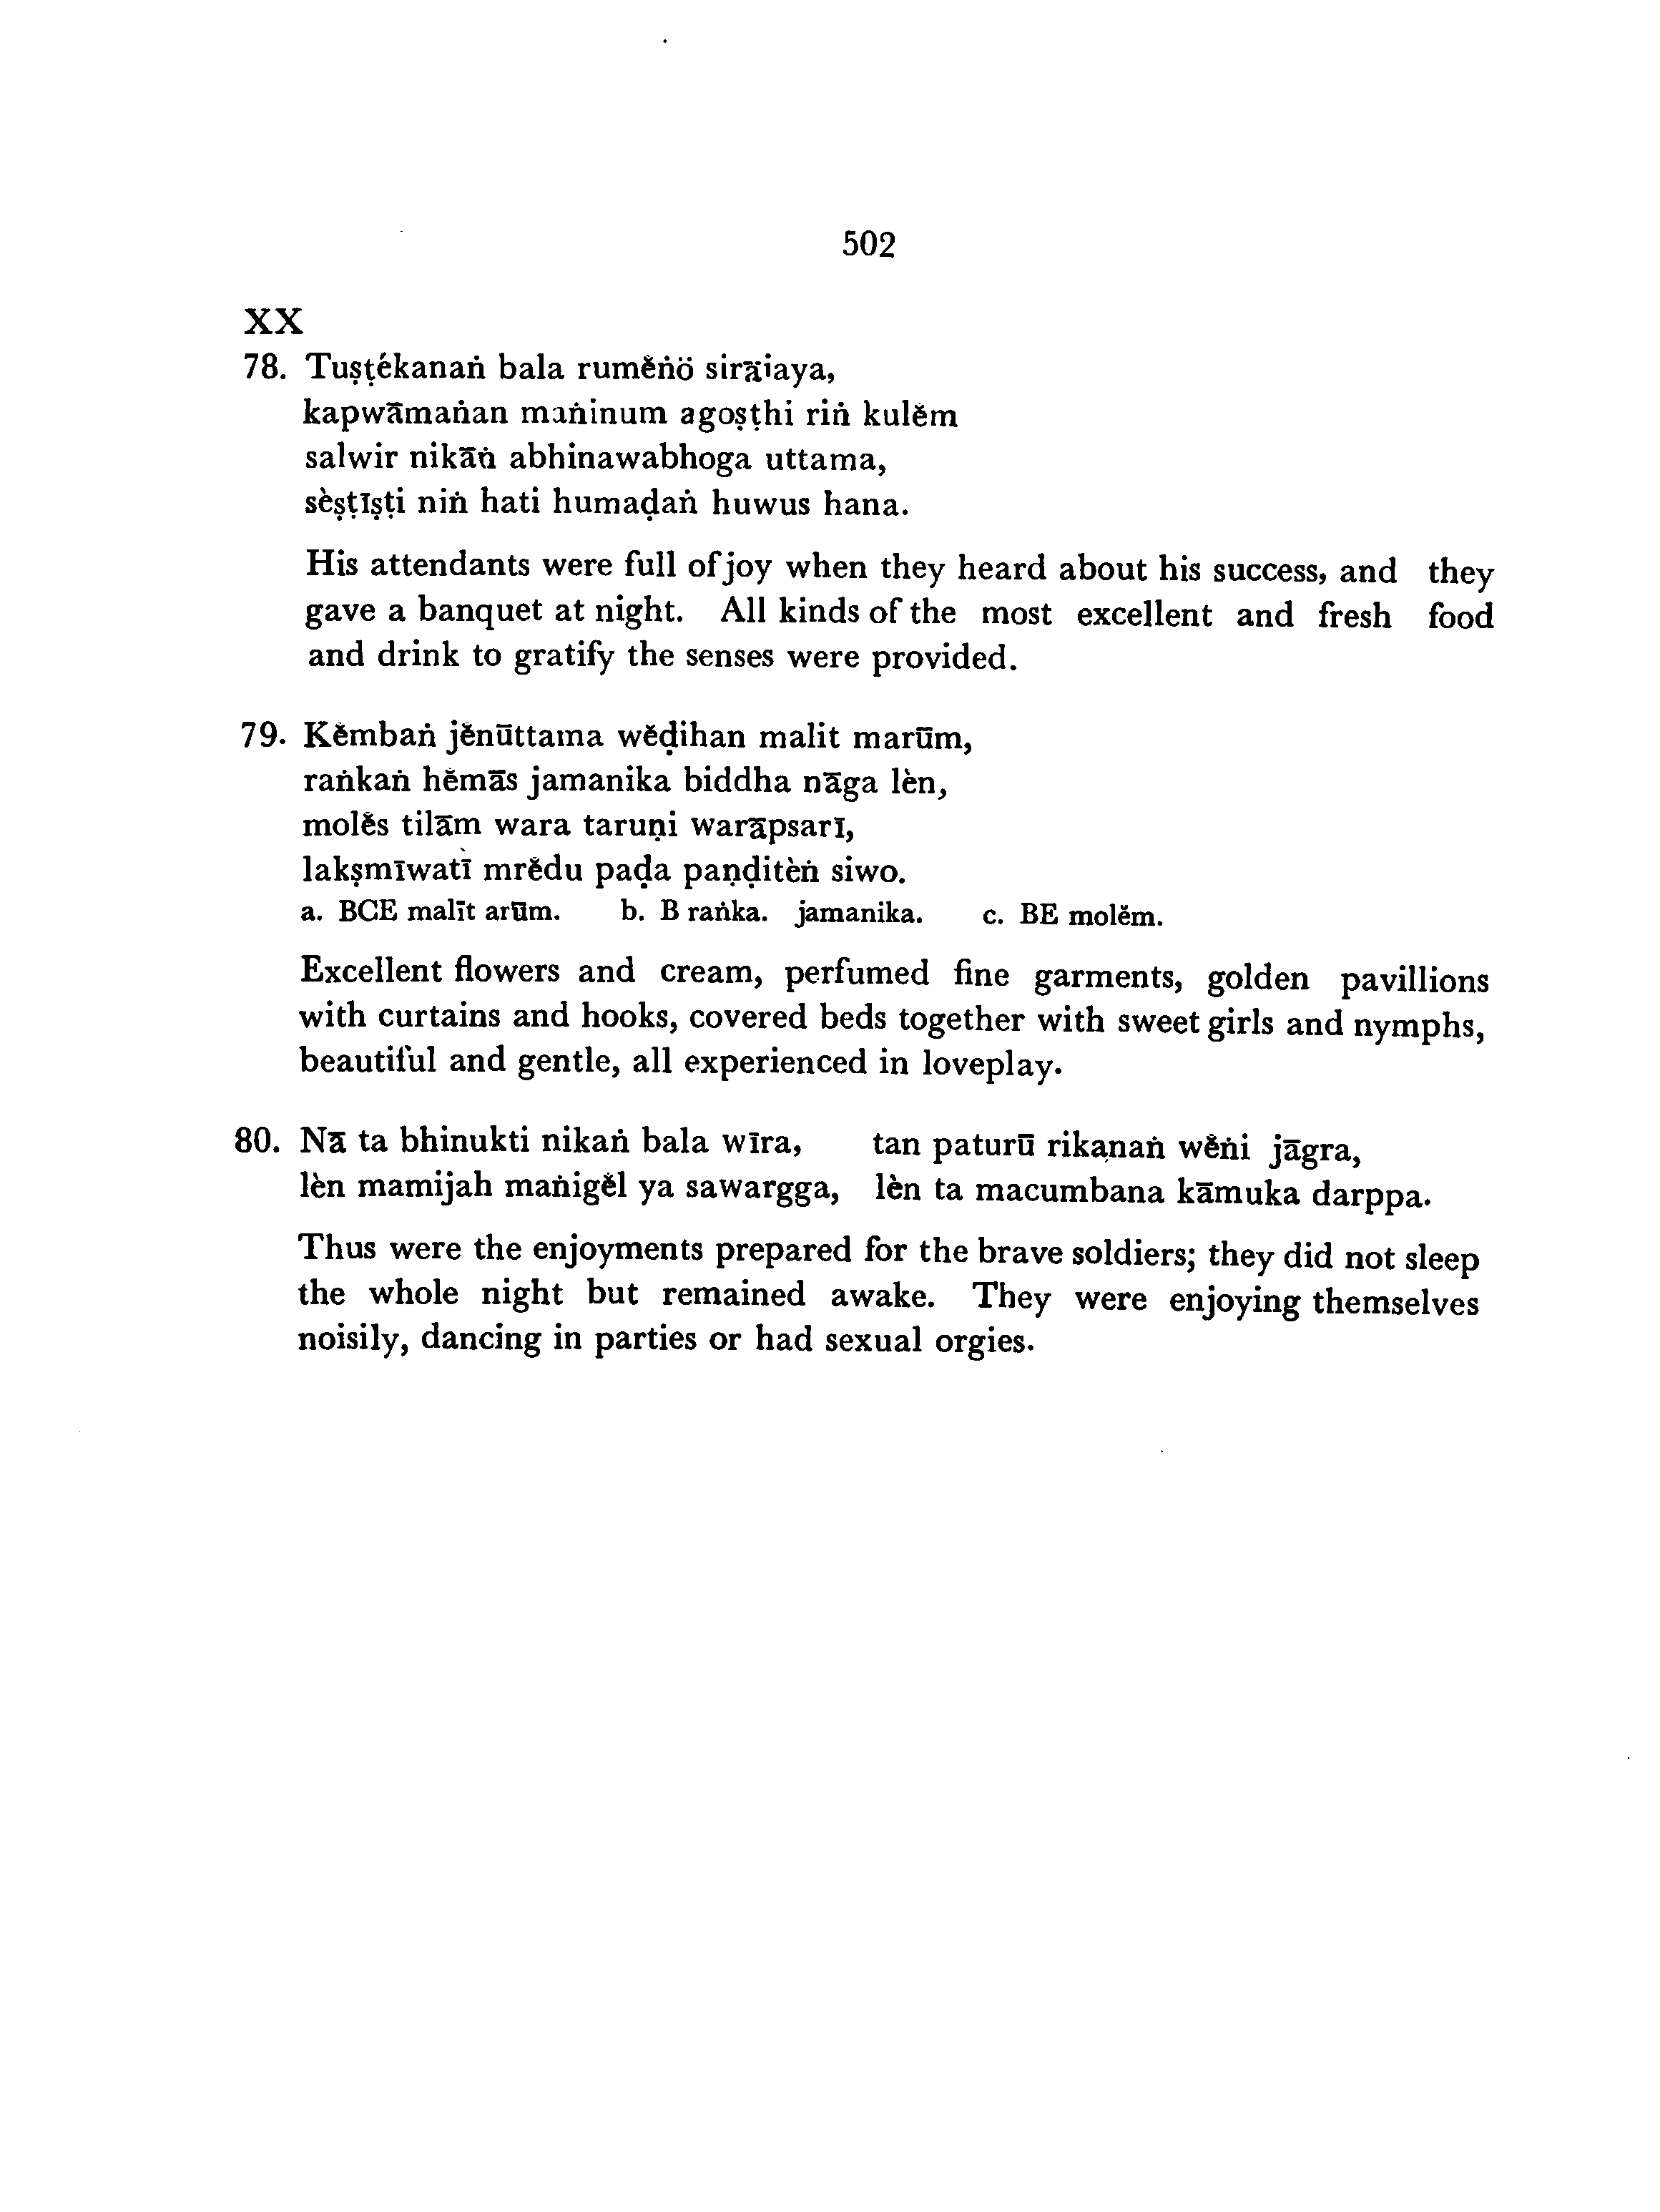 502
XX
78. Tuṣṭékanaṅ bala rumĕṅö sirājaya,
kapwāmaṅan maṅinum agoṣṭhi riṅ kulĕm
salwir nikāṅ abhinawabhoga uttama,
sèṣṭīṣṭi niṅ hati humaḍaṅ huwus hana.
His attendants were full of joy when they heard about his success, and they
gave a banquet at night. All kinds of the most excellent and fresh food
and drink to gratify the senses were provided.
79. Kĕmbaṅ jĕnūttama wĕḍihan malit marūm,
raṅkaṅ hĕmās jamanika biddha nāga lèn,
molĕs tilām wara taruṇi warāpsarī,
lakṣmīwatī mrĕdu paḍa paṇḍitèṅ siwo.
a. BCE malīt arūm. b. B raṅka. jamanika. c. BE molĕm.
Excellent flowers and cream, perfumed fine garments, golden pavillions
with curtains and hooks, covered beds together with sweet girls and nymphs,
beautiful and gentle, all experienced in loveplay.
80. Nā ta bhinukti nikaṅ bala wīra, tan paturū rikanaṅ wĕṅi jāgra,
lèn mamijah maṅigĕl ya sawargga, lèn ta macumbana kāmuka darppa.
Thus were the enjoyments prepared for the brave soldiers; they did not sleep
the whole night but remained awake. They were enjoying themselves
noisily, dancing in parties or had sexual orgies.